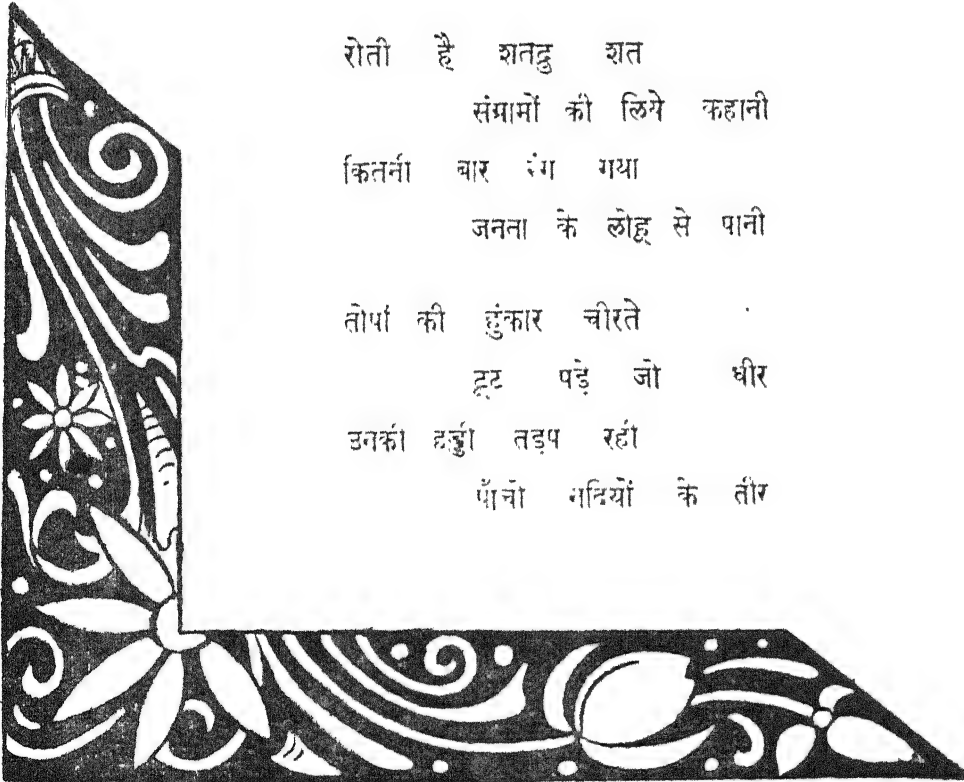 रोती है शतद्रु शत
संग्रामों की लिये कहानी
कितनी बार रंग गया
जनता के लोहू से पानी
तोपों की हुंकार चीरते
टूट पड़े जो धीर
उनकी हड्डी तड़प रही
पाँचो नदियों के तीर